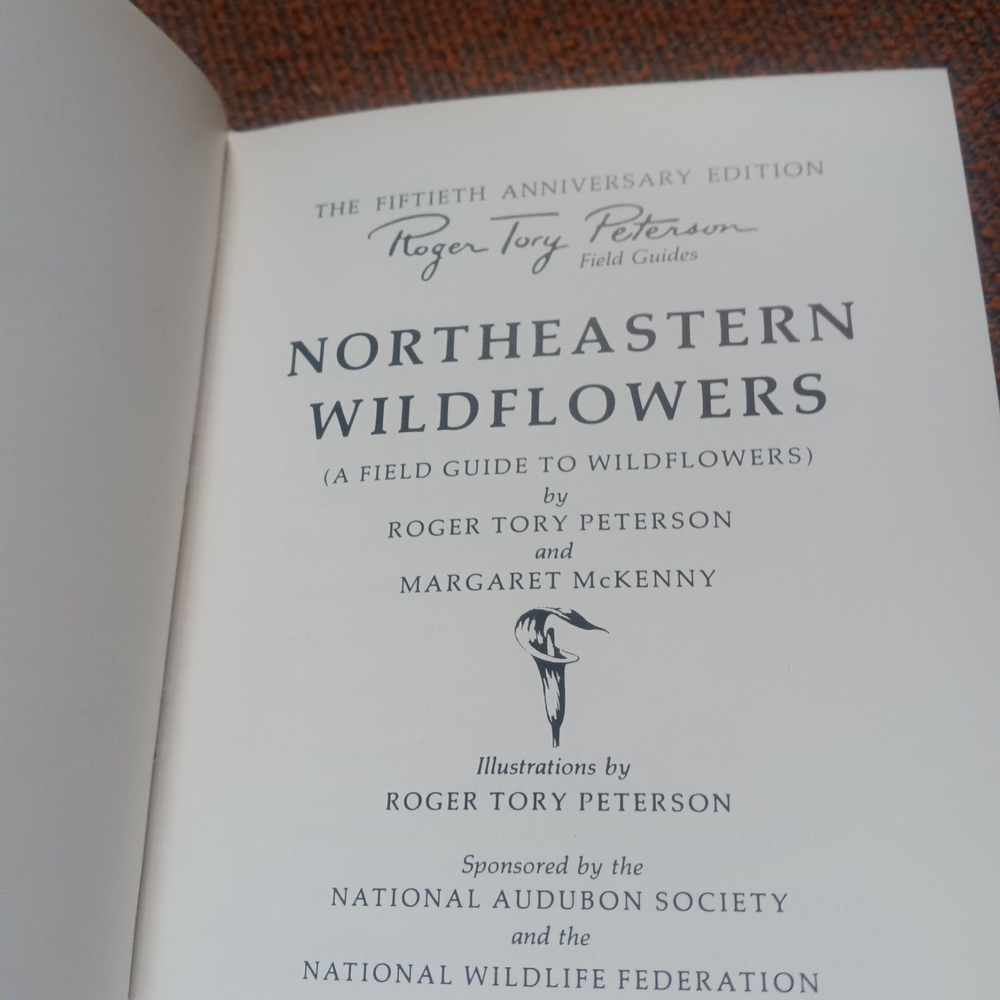 THE FIFTIETH ANNIVERSARY EDITION
Roger Tory Peterson
Field Guides
NORTHEASTERN
WILDFLOWERS
(A FIELD GUIDE TO WILDFLOWERS)
by
ROGER TORY PETERSON
and
MARGARET McKENNY
Illustrations by
ROGER TORY PETERSON
Sponsored by the
NATIONAL AUDUBON SOCIETY
and the
NATIONAL WILDLIFE FEDERATION